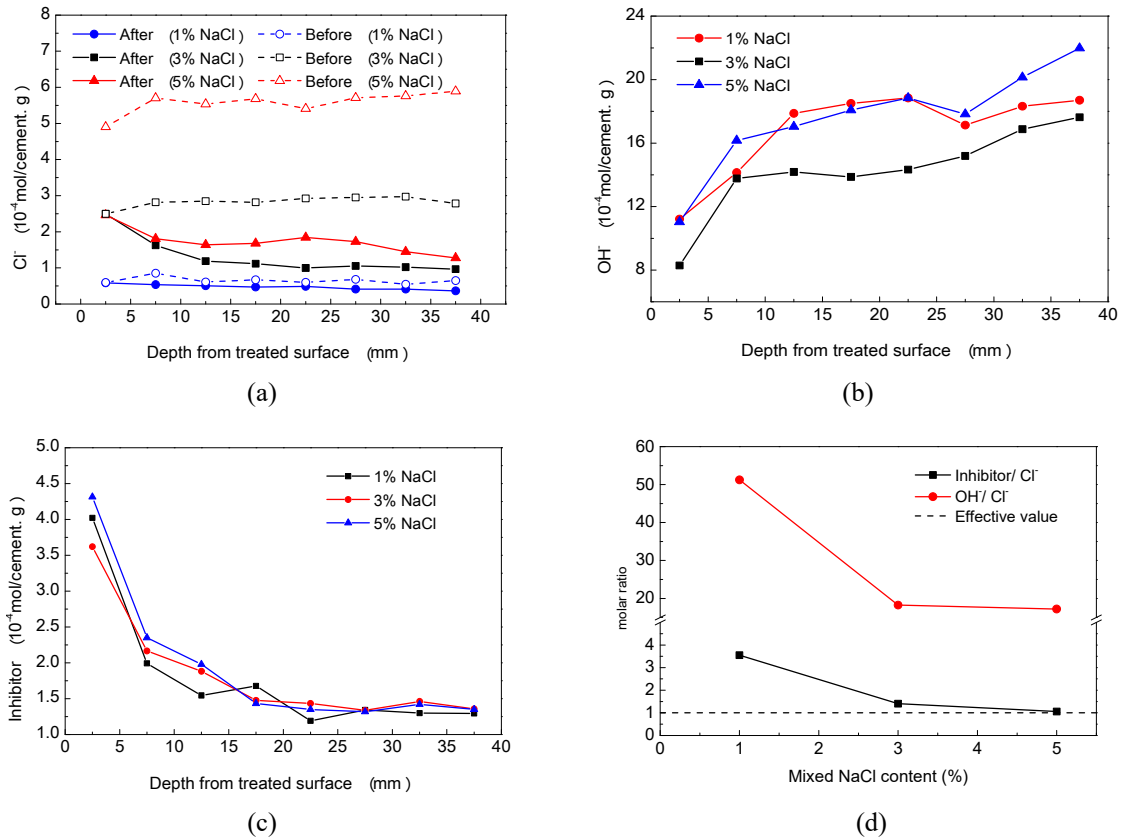 8
7
6
5
4
3
2
1
0
After (1% NaCl) Before (1% NaCl)
After (3% NaCl) Before (3% NaCl)
After (5% NaCl) Before (5% NaCl)
Cl⁻ (10⁻⁴mol/cement. g)
0 5 10 15 20 25 30 35 40
Depth from treated surface (mm)
(a)
24
20
16
12
8
1% NaCl
3% NaCl
5% NaCl
OH⁻ (10⁻⁴mol/cement. g)
0 5 10 15 20 25 30 35 40
Depth from treated surface (mm)
(b)
5.0
4.5
4.0
3.5
3.0
2.5
2.0
1.5
1.0
1% NaCl
3% NaCl
5% NaCl
Inhibitor (10⁻⁴mol/cement. g)
0 5 10 15 20 25 30 35 40
Depth from treated surface (mm)
(c)
60
50
40
30
20
4
3
2
1
0
Inhibitor/ Cl⁻
OH⁻/ Cl⁻
Effective value
molar ratio
0 1 2 3 4 5
Mixed NaCl content (%)
(d)